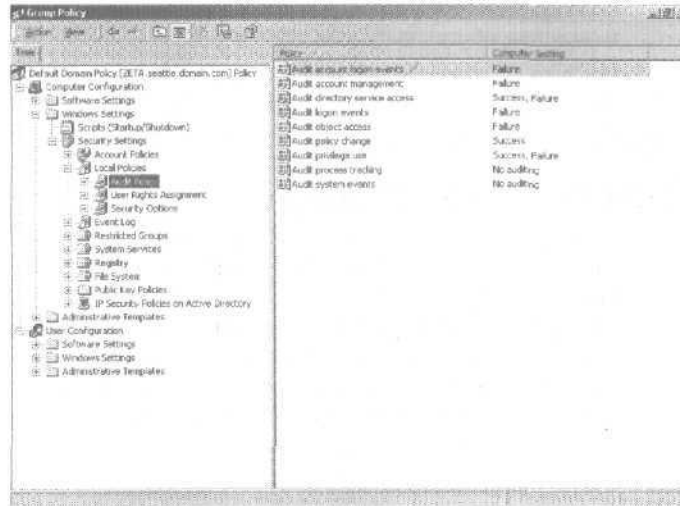 Group Policy
Action View
Tree
Policy Computer Setting
Default Domain Policy [ZETA.seattle.domain.com] Policy
Computer Configuration
Software Settings
Windows Settings
Scripts (Startup/Shutdown)
Security Settings
Account Policies
Local Policies
Audit Policy
User Rights Assignment
Security Options
Event Log
Restricted Groups
System Services
Registry
File System
Public Key Policies
IP Security Policies on Active Directory
Administrative Templates
User Configuration
Software Settings
Windows Settings
Administrative Templates
Audit account logon events Failure
Audit account management Failure
Audit directory service access Success, Failure
Audit logon events Failure
Audit object access Failure
Audit policy change Success
Audit privilege use Success, Failure
Audit process tracking No auditing
Audit system events No auditing